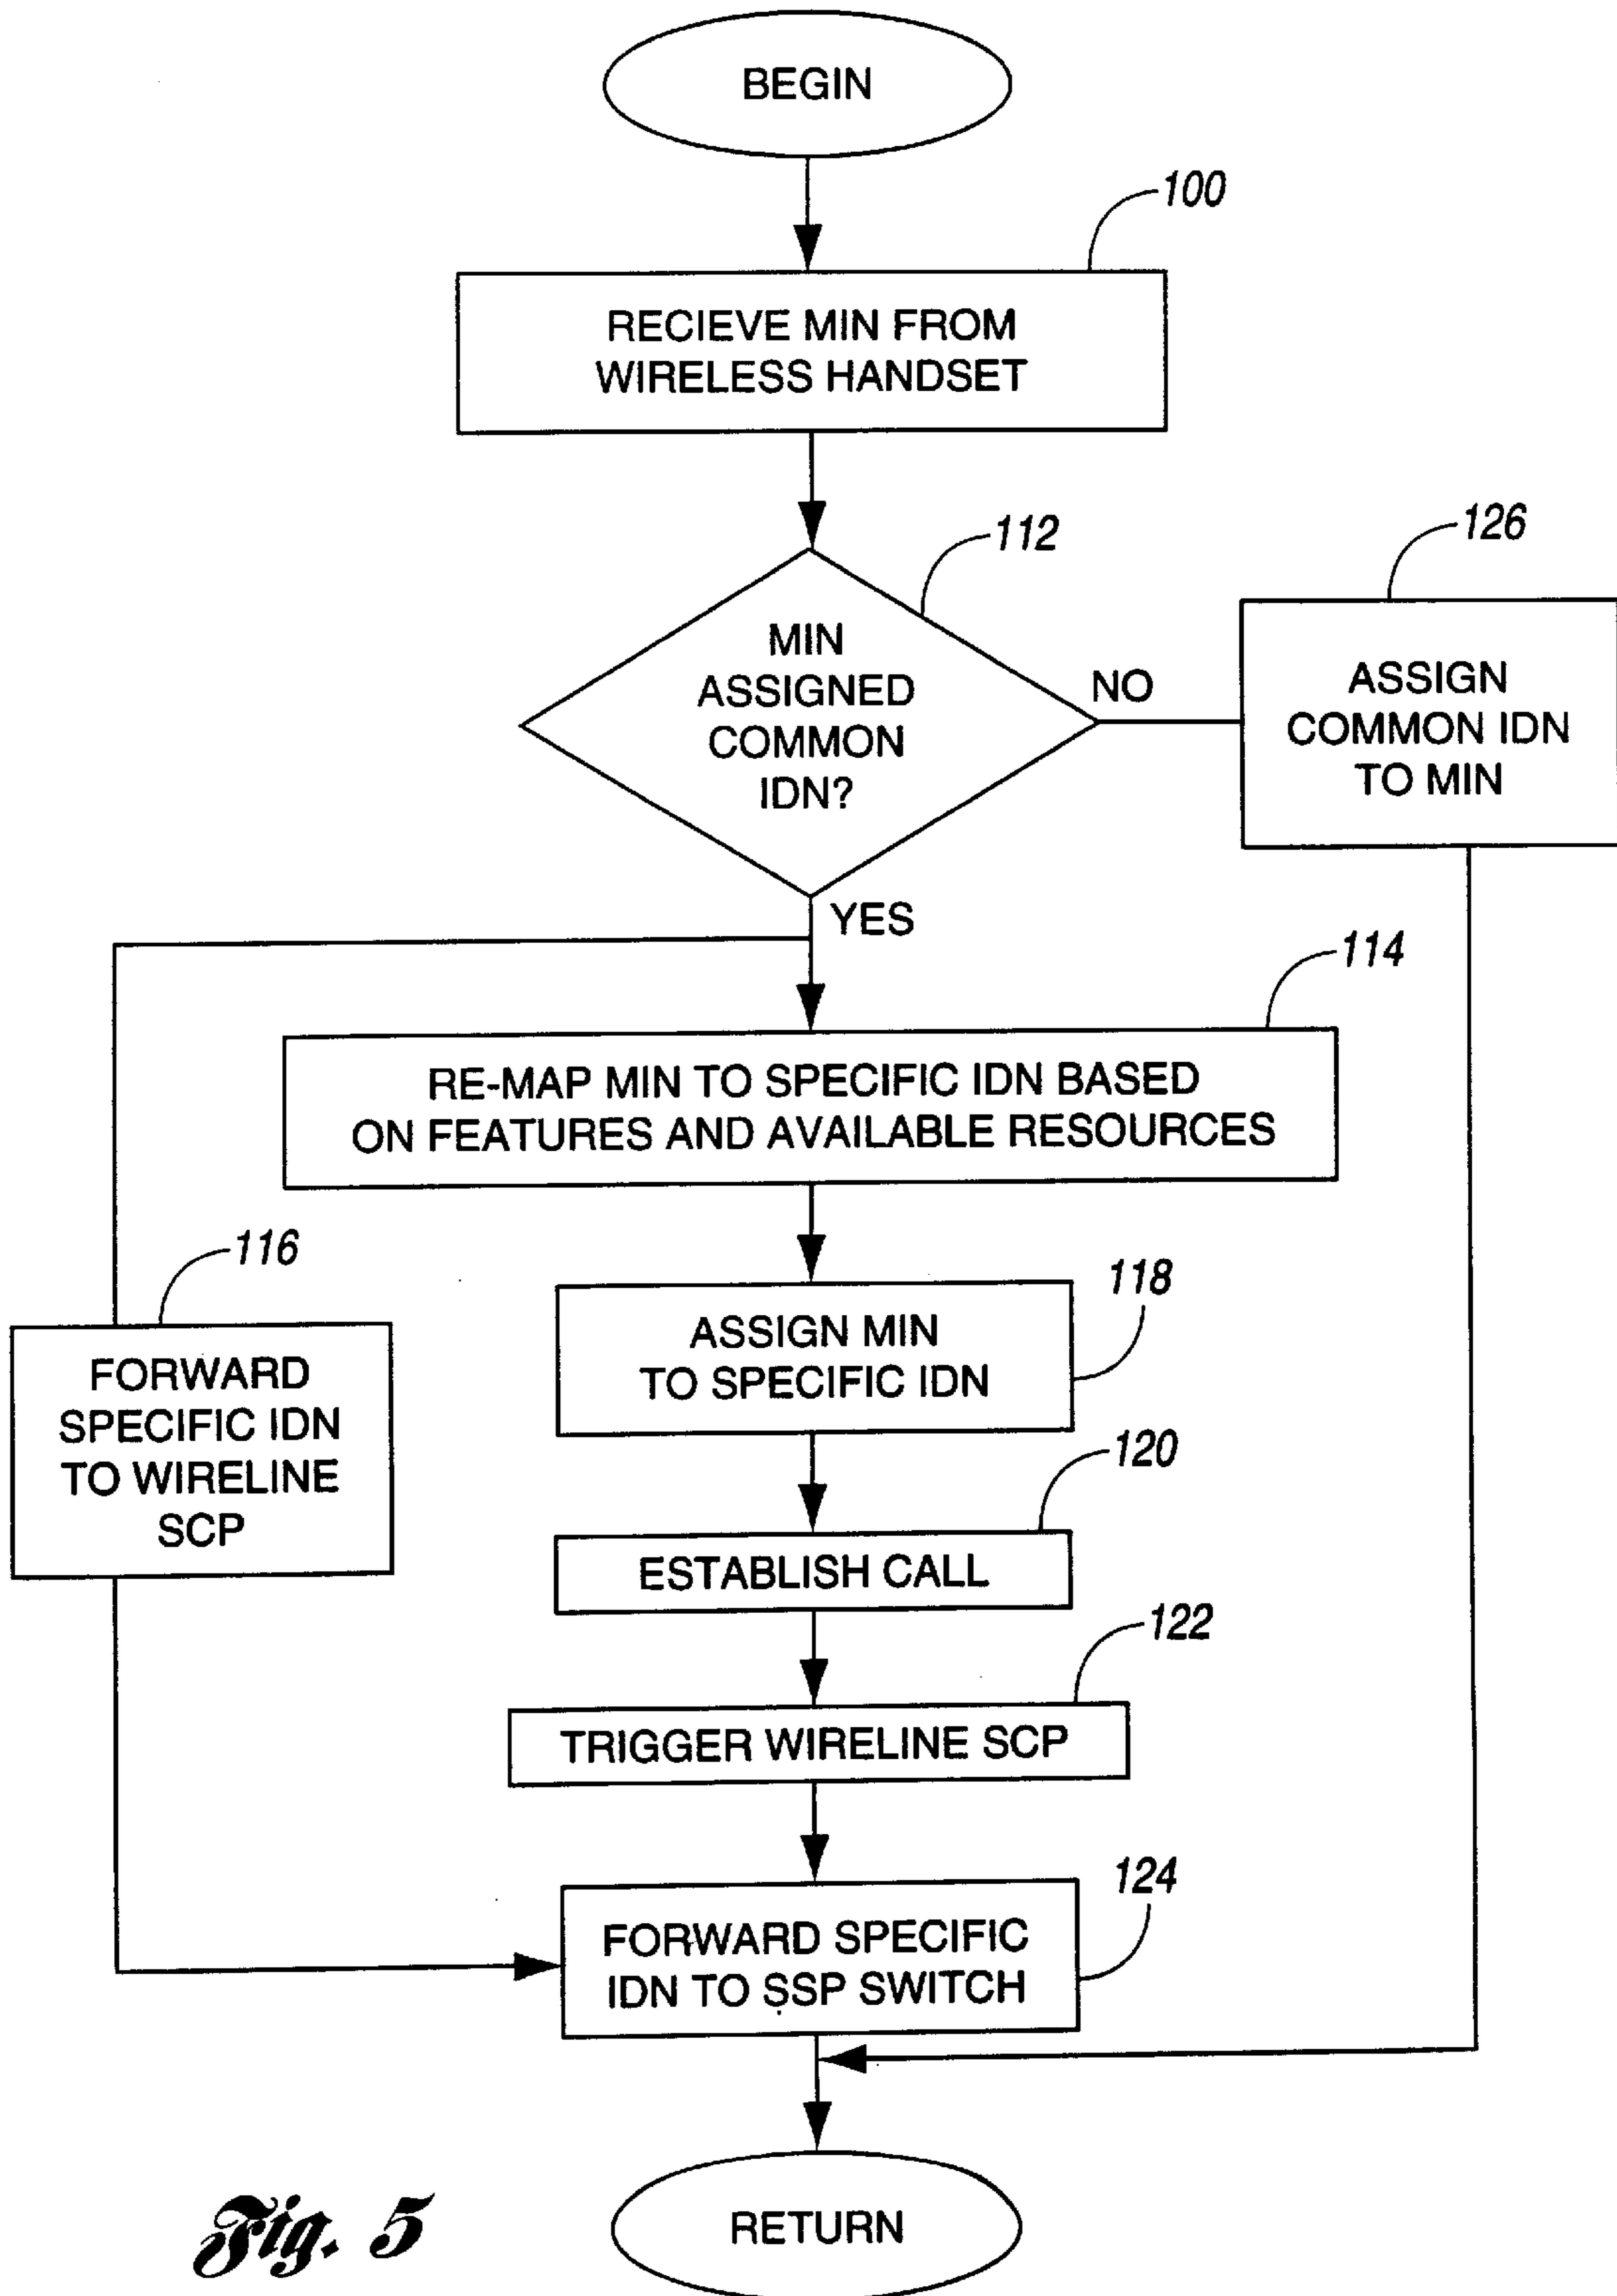 BEGIN
100
RECIEVE MIN FROM
WIRELESS HANDSET
112
MIN
ASSIGNED
COMMON
IDN?
NO
126
ASSIGN
COMMON IDN
TO MIN
YES
114
RE-MAP MIN TO SPECIFIC IDN BASED
ON FEATURES AND AVAILABLE RESOURCES
116
FORWARD
SPECIFIC IDN
TO WIRELINE
SCP
118
ASSIGN MIN
TO SPECIFIC IDN
120
ESTABLISH CALL
122
TRIGGER WIRELINE SCP
124
FORWARD SPECIFIC
IDN TO SSP SWITCH
RETURN
Fig. 5